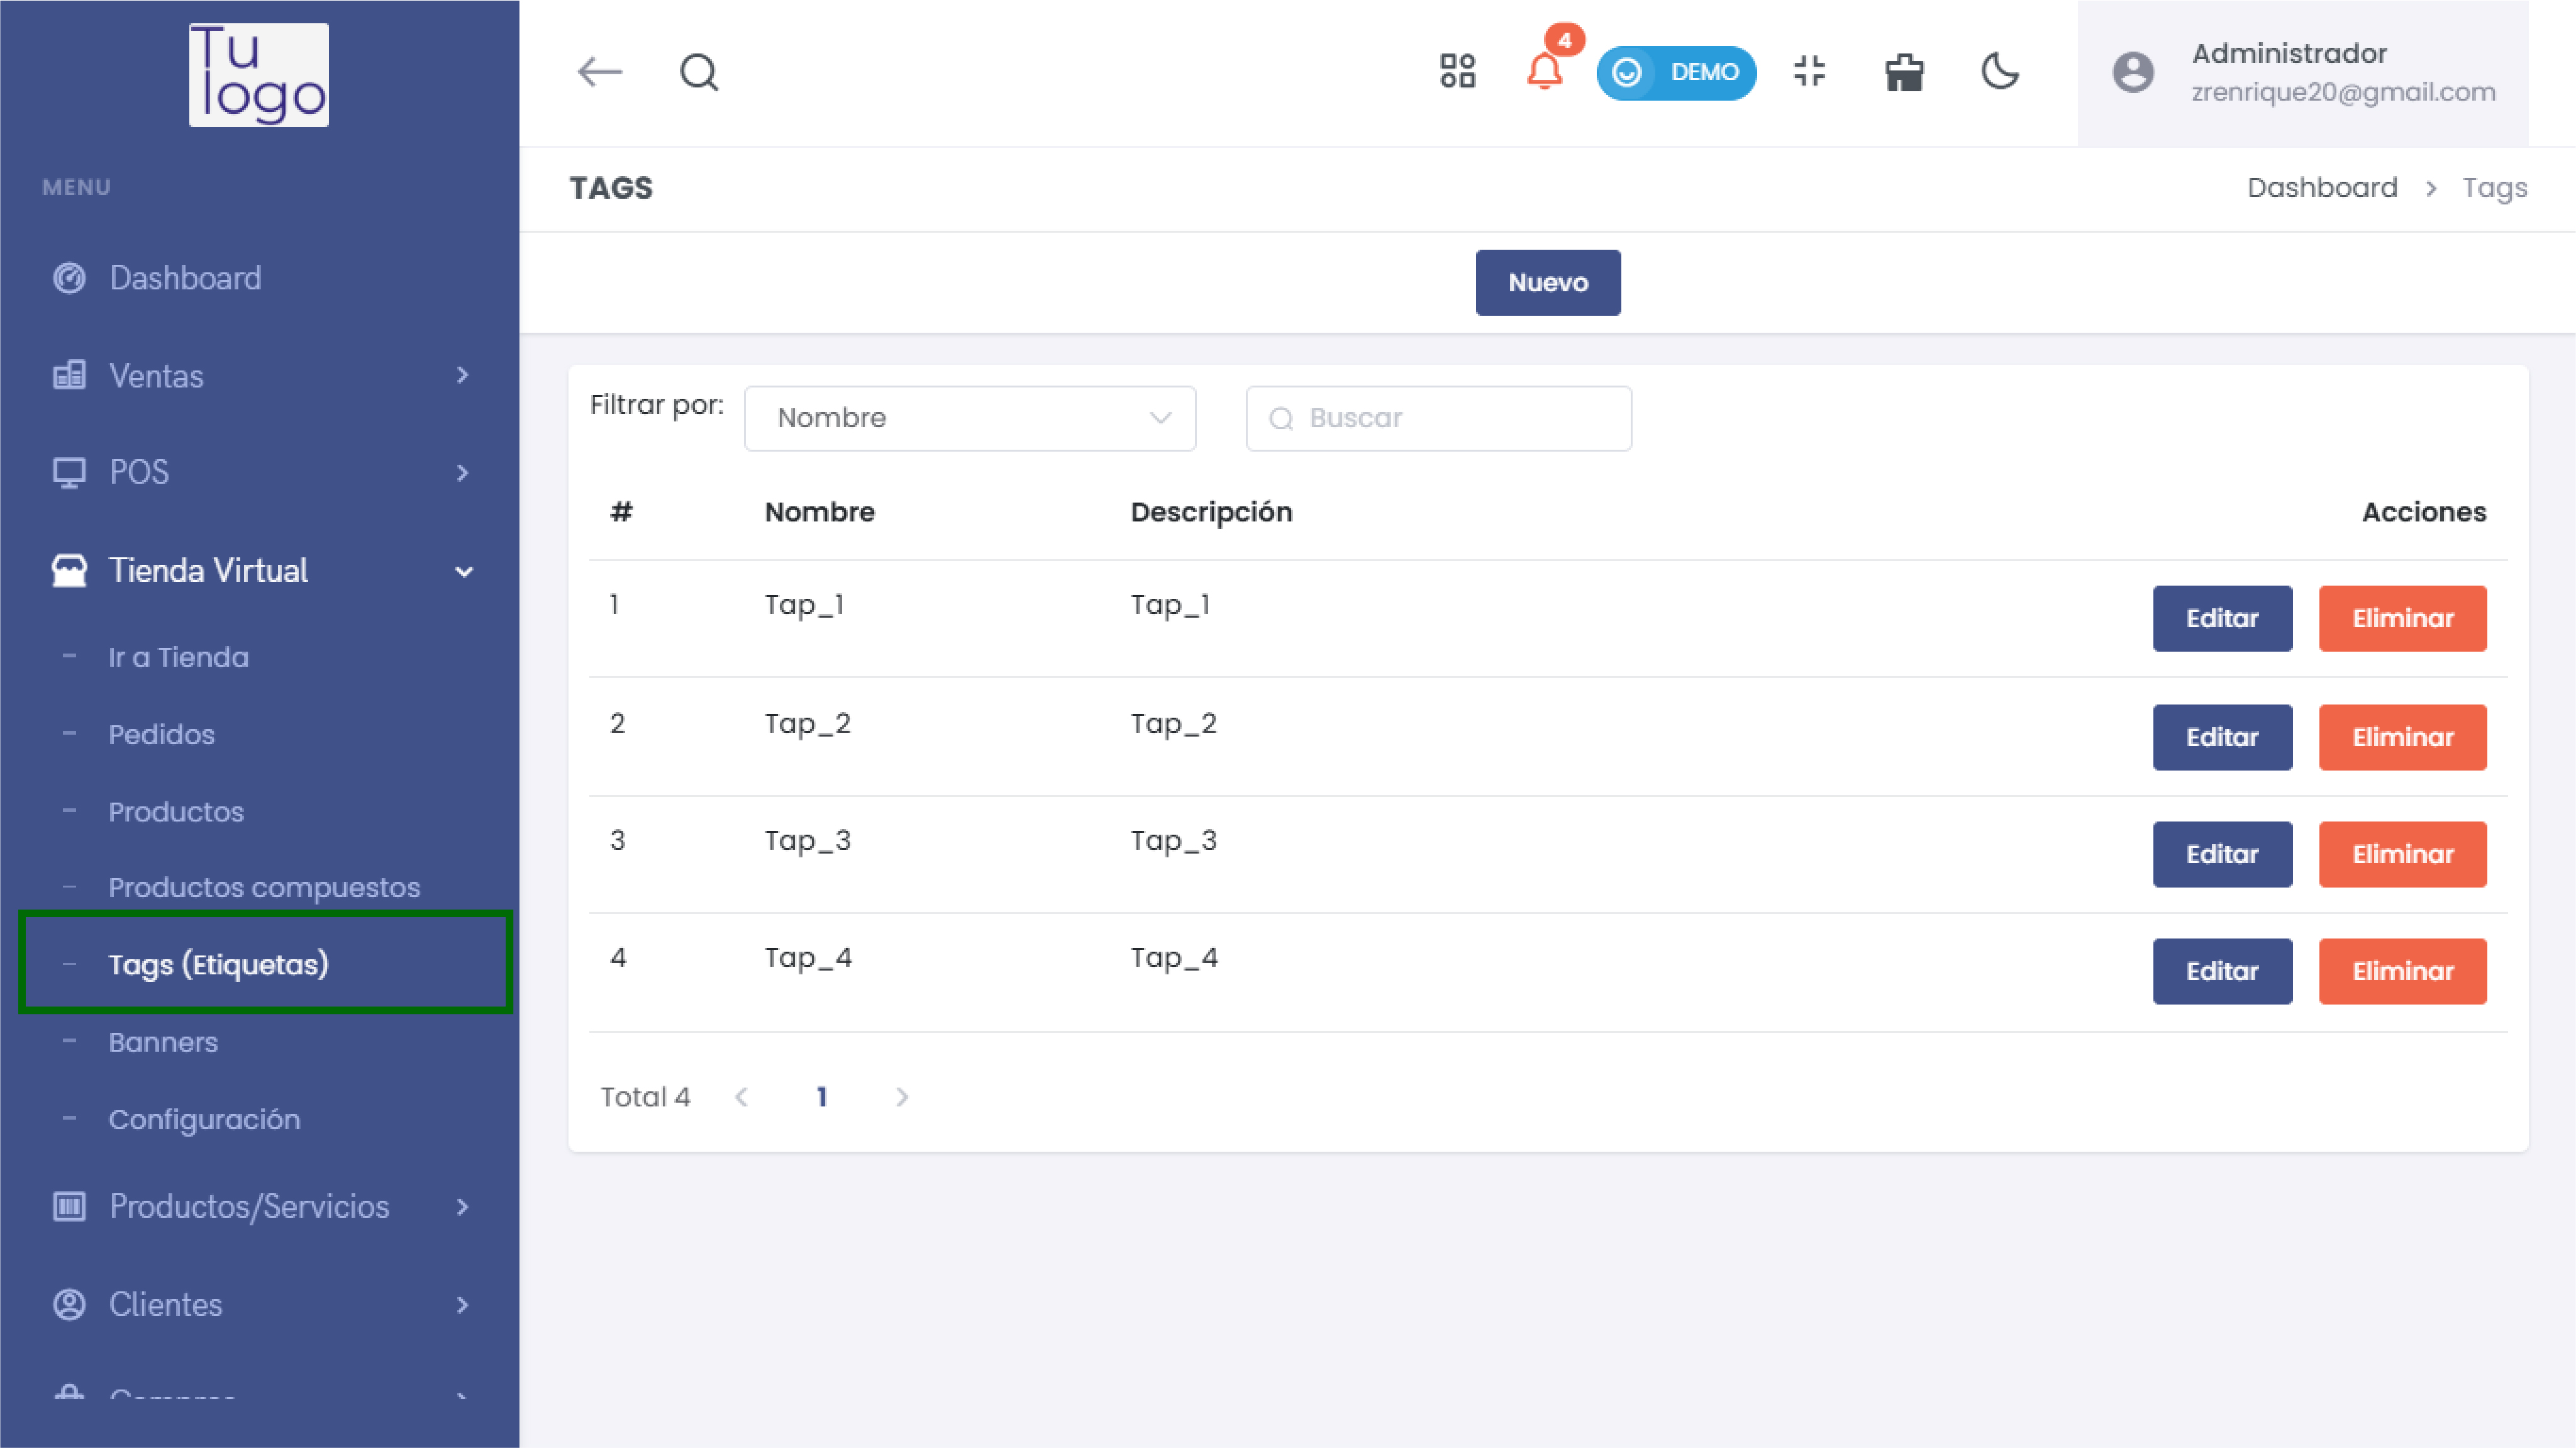 Tu
logo
MENU
Dashboard
Ventas
POS
Tienda Virtual
Ir a Tienda
Pedidos
Productos
Productos compuestos
Tags (Etiquetas)
Banners
Configuración
Productos/Servicios
Clientes
4
DEMO
Administrador
zrenrique20@gmail.com
TAGS
Dashboard > Tags
Nuevo
Filtrar por: Nombre Buscar
# Nombre Descripción Acciones
1 Tap_1 Tap_1 Editar Eliminar
2 Tap_2 Tap_2 Editar Eliminar
3 Tap_3 Tap_3 Editar Eliminar
4 Tap_4 Tap_4 Editar Eliminar
Total 4 < 1 >